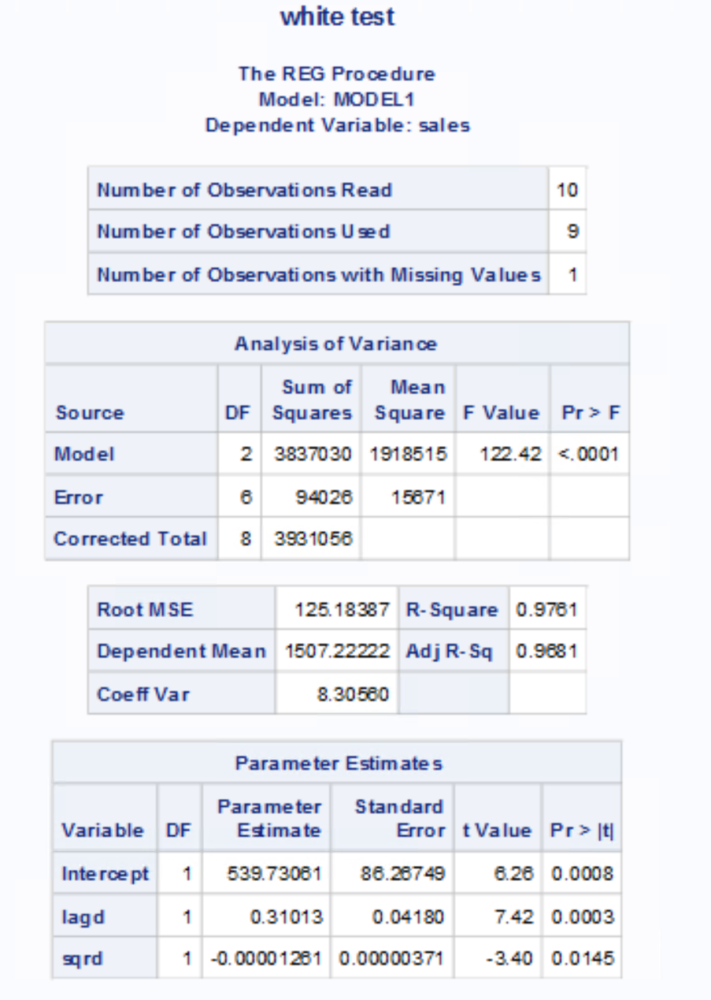 white test
The REG Procedure
Model: MODEL1
Dependent Variable: sales
Number of Observations Read 10
Number of Observations Used 9
Number of Observations with Missing Values 1
Analysis of Variance
Source DF Sum of Squares Mean Square F Value Pr > F
Model 2 3837030 1918515 122.42 <.0001
Error 6 94026 15671
Corrected Total 8 3931056
Root MSE 125.18387 R-Square 0.9761
Dependent Mean 1507.22222 Adj R-Sq 0.9681
Coeff Var 8.30560
Parameter Estimates
Variable DF Parameter Estimate Standard Error t Value Pr > |t|
Intercept 1 539.73061 86.26749 6.26 0.0008
lagd 1 0.31013 0.04180 7.42 0.0003
sqrd 1 -0.00001261 0.00000371 -3.40 0.0145